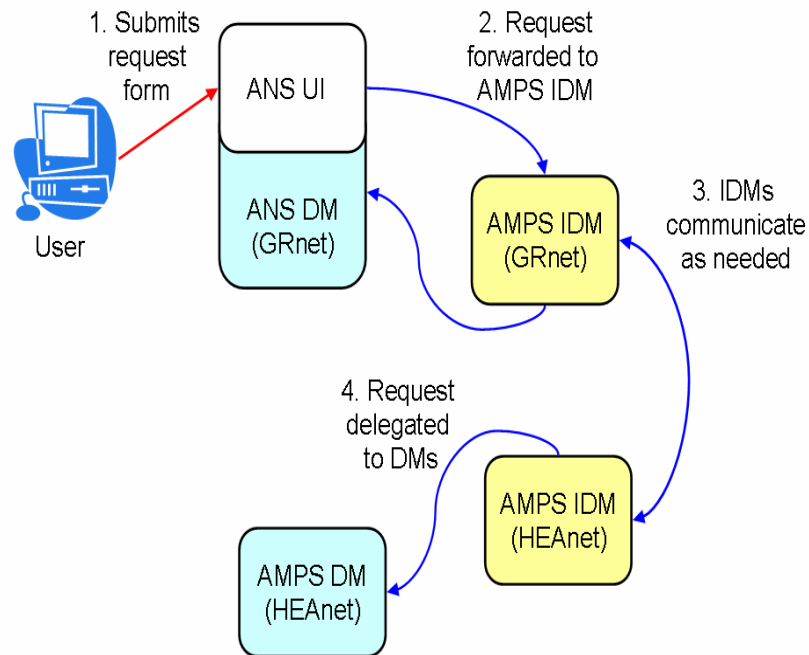 1. Submits
request
form
2. Request
forwarded to
AMPS IDM
ANS UI
User
ANS DM
(GRnet)
AMPS IDM
(GRnet)
3. IDMs
communicate
as needed
4. Request
delegated
to DMs
AMPS IDM
(HEAnet)
AMPS DM
(HEAnet)